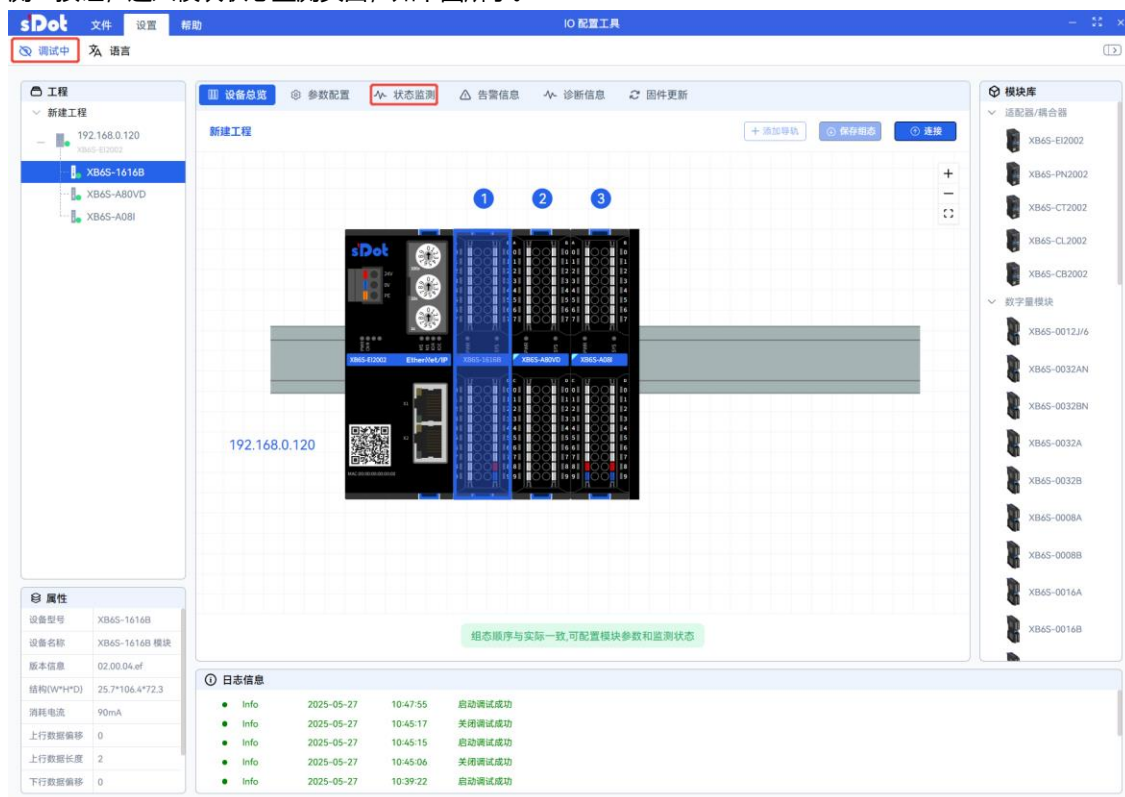 sDot 文件 设置 帮助 IO 配置工具
调试中 语言
工程
新建工程
192.168.0.120
XB6S-EI2002
XB6S-1616B
XB6S-A80VD
XB6S-A08I
设备总览 参数配置 状态监测 告警信息 诊断信息 固件更新
新建工程 + 添加导轨 保存组态 连接
1 2 3
sDot
24V
0V
PE
XB6S-EI2002 EtherNet/IP XB6S-1616B XB6S-A80VD XB6S-A08I
192.168.0.120
组态顺序与实际一致,可配置模块参数和监测状态
模块库
适配器/耦合器
XB6S-EI2002
XB6S-PN2002
XB6S-CT2002
XB6S-CL2002
XB6S-CB2002
数字量模块
XB6S-0012J/6
XB6S-0032AN
XB6S-0032BN
XB6S-0032A
XB6S-0032B
XB6S-0008A
XB6S-0008B
XB6S-0016A
XB6S-0016B
属性
设备型号 XB6S-1616B
设备名称 XB6S-1616B 模块
版本信息 02.00.04.ef
结构(W*H*D) 25.7*106.4*72.3
消耗电流 90mA
上行数据偏移 0
上行数据长度 2
下行数据偏移 0
日志信息
Info 2025-05-27 10:47:55 启动调试成功
Info 2025-05-27 10:45:17 关闭调试成功
Info 2025-05-27 10:45:15 启动调试成功
Info 2025-05-27 10:45:06 关闭调试成功
Info 2025-05-27 10:39:22 启动调试成功